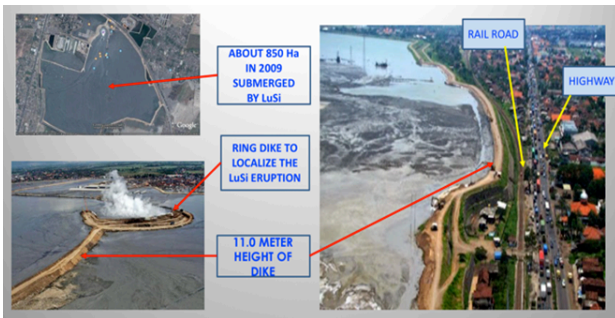 ABOUT 850 Ha
IN 2009
SUBMERGED
BY LuSi
Google
RING DIKE TO
LOCALIZE THE
LuSi ERUPTION
11.0 METER
HEIGHT OF
DIKE
RAIL ROAD
HIGHWAY